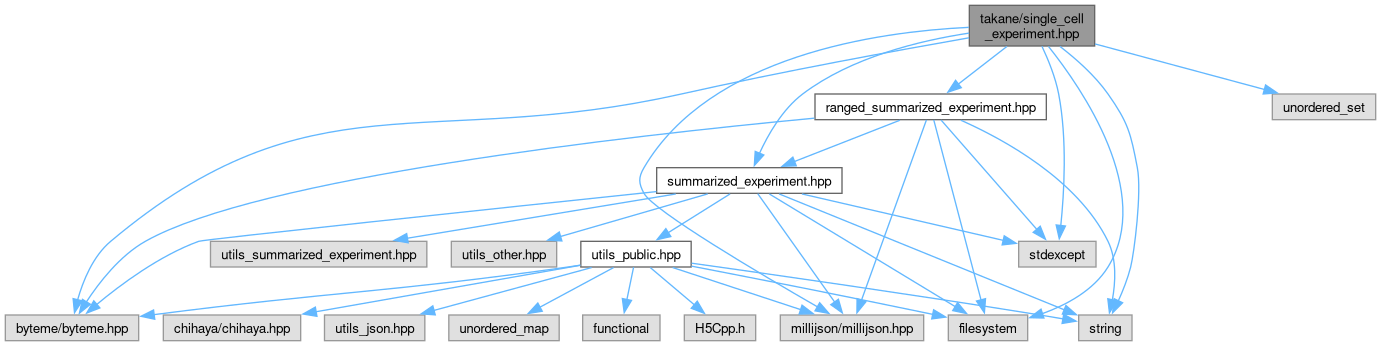 takane/single_cell
_experiment.hpp
ranged_summarized_experiment.hpp
unordered_set
summarized_experiment.hpp
utils_summarized_experiment.hpp
utils_other.hpp
utils_public.hpp
stdexcept
byteme/byteme.hpp
chihaya/chihaya.hpp
utils_json.hpp
unordered_map
functional
H5Cpp.h
millijson/millijson.hpp
filesystem
string